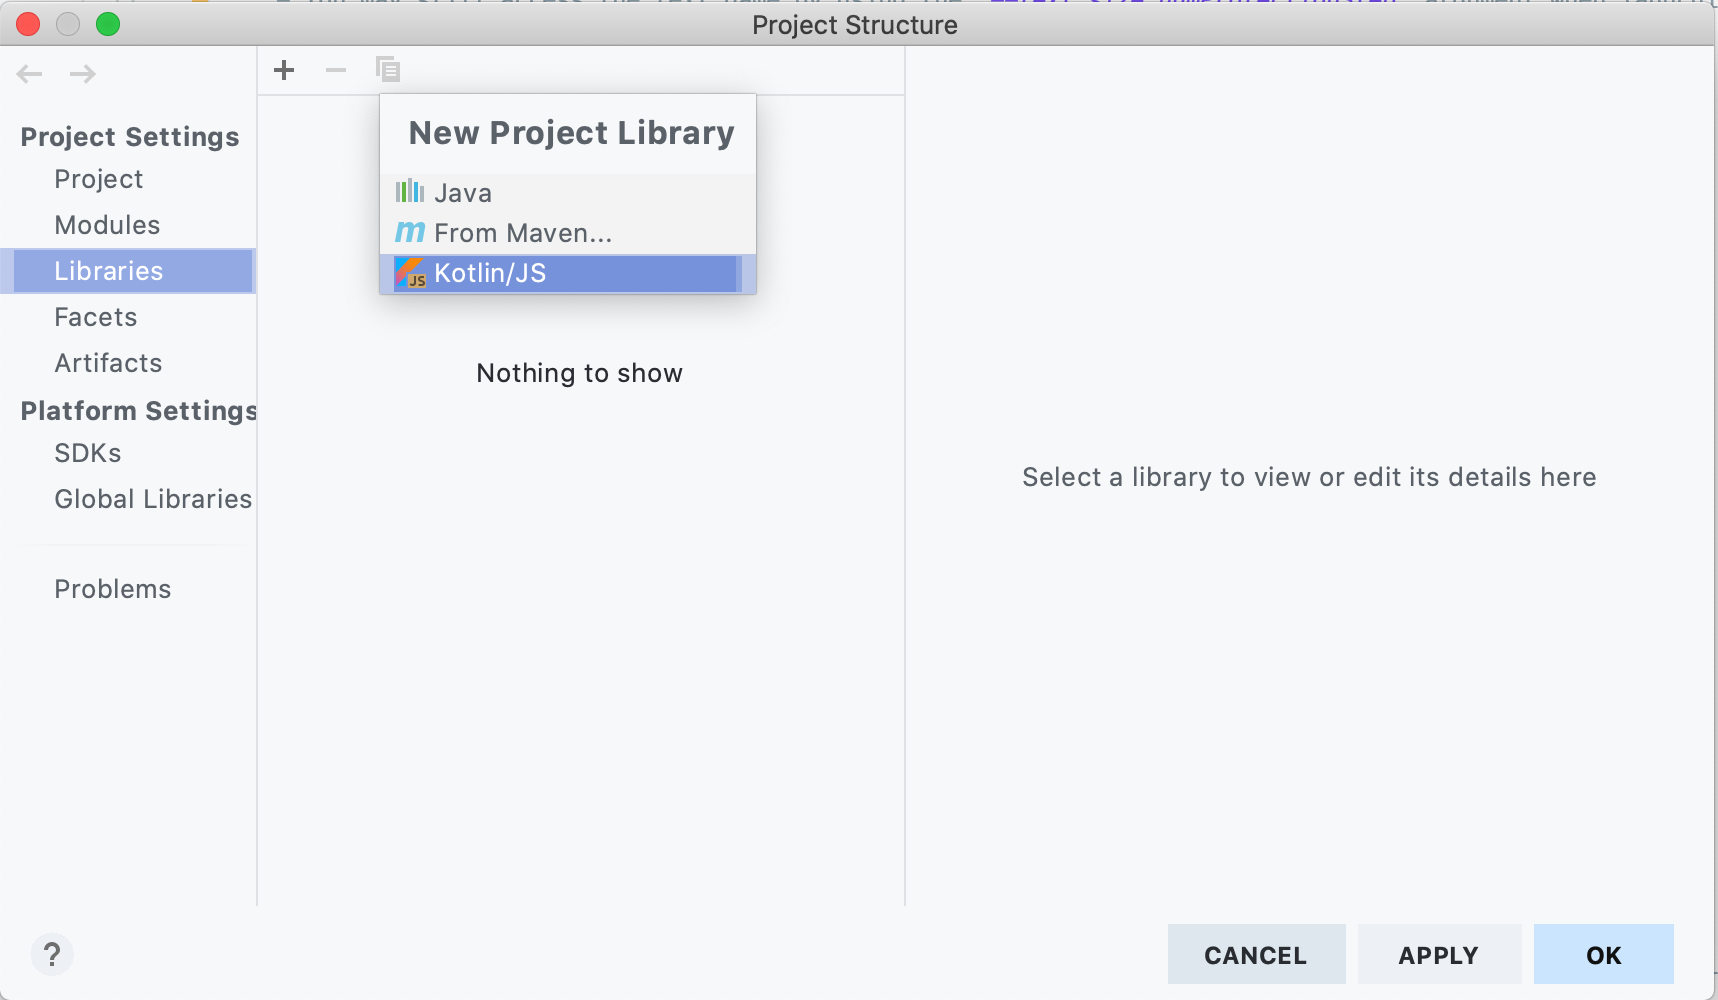 Project Structure
Project Settings
Project
Modules
Libraries
Facets
Artifacts
Platform Settings
SDKs
Global Libraries
Problems
New Project Library
Java
From Maven...
Kotlin/JS
Nothing to show
Select a library to view or edit its details here
?
CANCEL
APPLY
OK